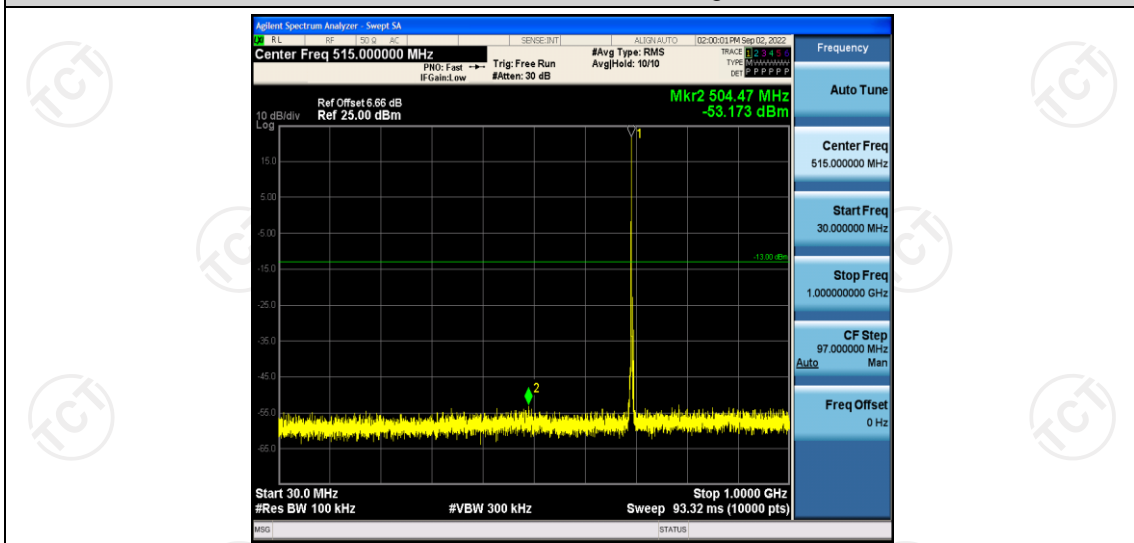 Agilent Spectrum Analyzer - Swept SA
RL RF 50 Ω AC SENSE:INT ALIGN AUTO 02:00:01 PM Sep 02, 2022
Center Freq 515.000000 MHz
PNO: Fast
IFGain:Low
Trig: Free Run
#Atten: 30 dB
#Avg Type: RMS
Avg|Hold: 10/10
TRACE 1 2 3 4 5 6
TYPE M
DET P P P P P P
Ref Offset 6.66 dB
Ref 25.00 dBm
10 dB/div
Log
Mkr2 504.47 MHz
-53.173 dBm
1
15.0
5.00
-5.00
-13.00 dBm
-15.0
-25.0
-35.0
-45.0
2
-55.0
-65.0
Start 30.0 MHz
Stop 1.0000 GHz
#Res BW 100 kHz
#VBW 300 kHz
Sweep 93.32 ms (10000 pts)
MSG
STATUS
Frequency
Auto Tune
Center Freq
515.000000 MHz
Start Freq
30.000000 MHz
Stop Freq
1.000000000 GHz
CF Step
97.000000 MHz
Auto Man
Freq Offset
0 Hz
TCT
TCT
TCT
TCT
TCT
TCT